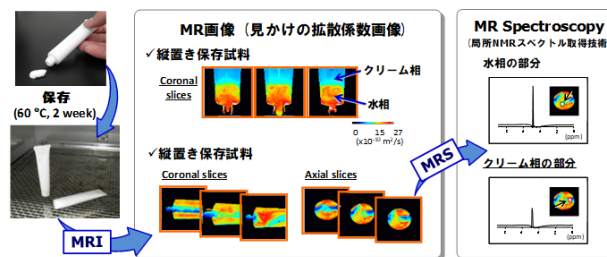 保存
(60 ℃, 2 week)
MRI
MR画像（見かけの拡散係数画像）
✓縦置き保存試料
Coronal
slices
クリーム相
水相
0 15 27
(x10⁻¹⁰ m²/s)
✓縦置き保存試料
Coronal slices
Axial slices
MRS
MR Spectroscopy
(局所NMRスペクトル取得技術
水相の部分
(ppm)
クリーム相の部分
(ppm)